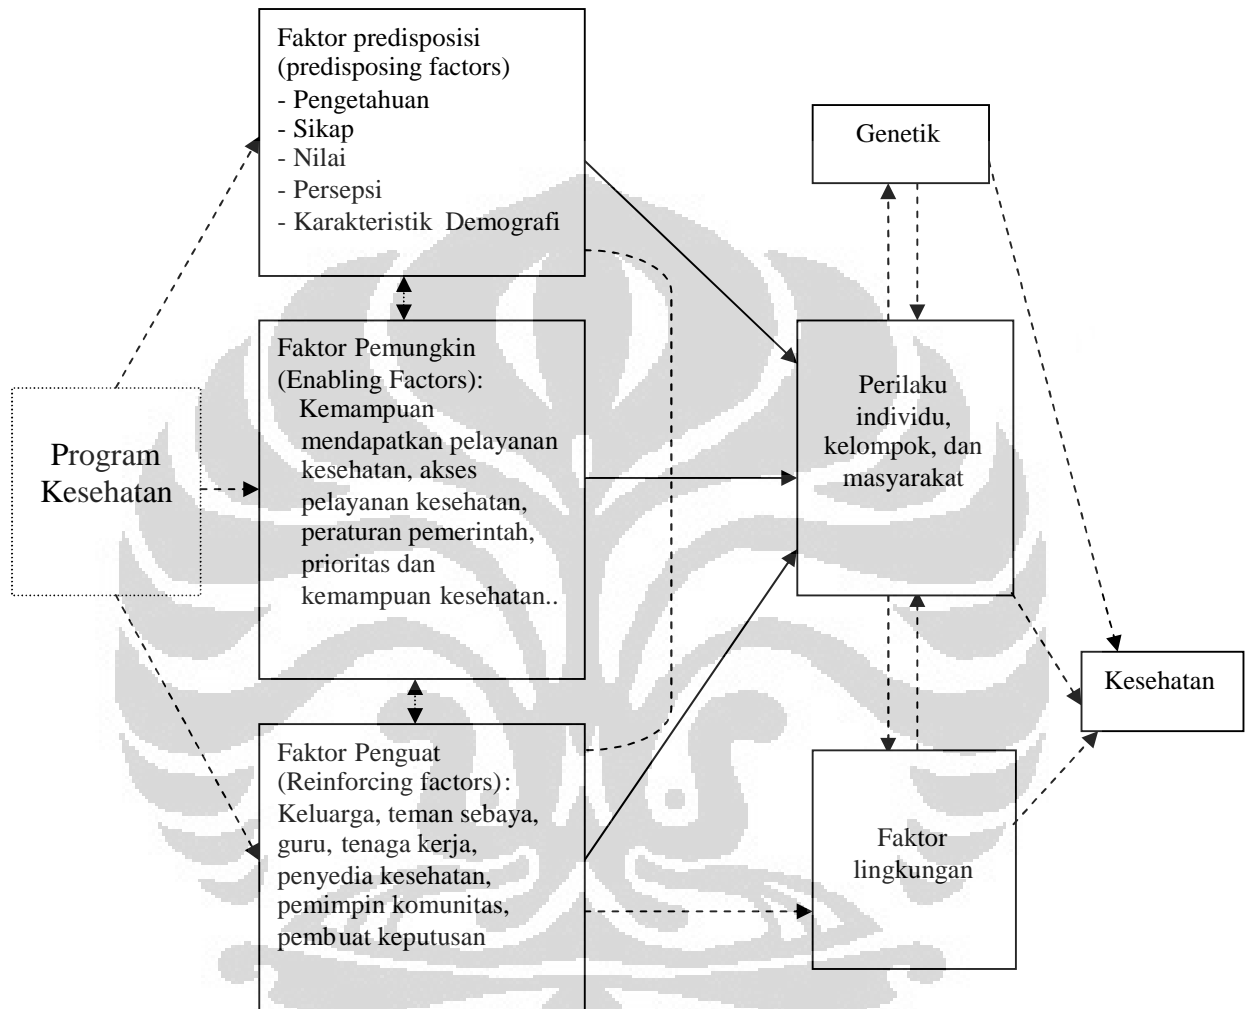 Faktor predisposisi
(predisposing factors)
- Pengetahuan
- Sikap
- Nilai
- Persepsi
- Karakteristik Demografi
Genetik
Faktor Pemungkin
(Enabling Factors):
Kemampuan
mendapatkan pelayanan
kesehatan, akses
pelayanan kesehatan,
peraturan pemerintah,
prioritas dan
kemampuan kesehatan..
Perilaku
individu,
kelompok, dan
masyarakat
Program
Kesehatan
Kesehatan
Faktor Penguat
(Reinforcing factors):
Keluarga, teman sebaya,
guru, tenaga kerja,
penyedia kesehatan,
pemimpin komunitas,
pembuat keputusan
Faktor
lingkungan